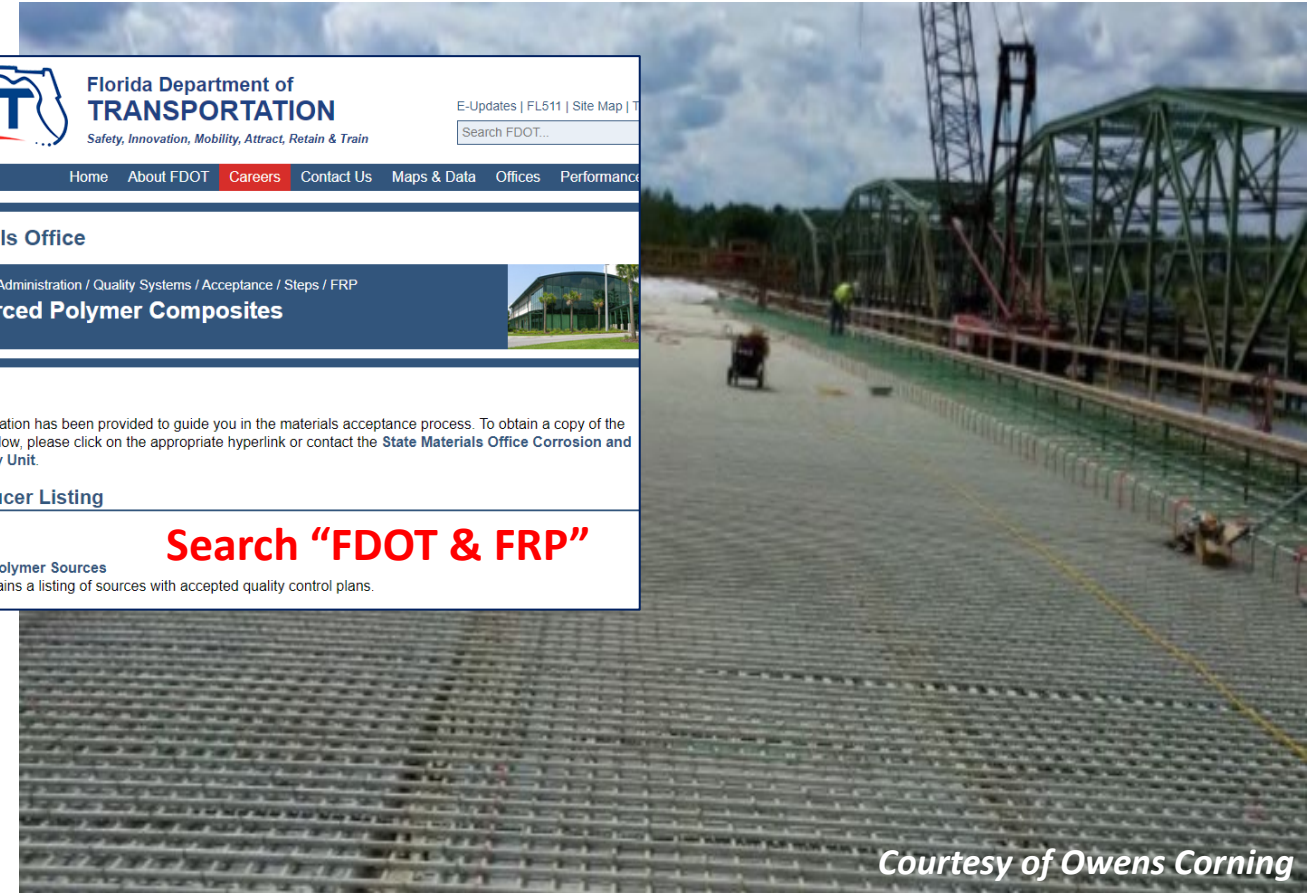 T
Florida Department of
TRANSPORTATION
Safety, Innovation, Mobility, Attract, Retain & Train
E-Updates | FL511 | Site Map | T
Search FDOT...
Home About FDOT Careers Contact Us Maps & Data Offices Performance
ls Office
Administration / Quality Systems / Acceptance / Steps / FRP
rced Polymer Composites
ation has been provided to guide you in the materials acceptance process. To obtain a copy of the
low, please click on the appropriate hyperlink or contact the State Materials Office Corrosion and
y Unit.
ucer Listing
Search “FDOT & FRP”
olymer Sources
ains a listing of sources with accepted quality control plans.
Courtesy of Owens Corning